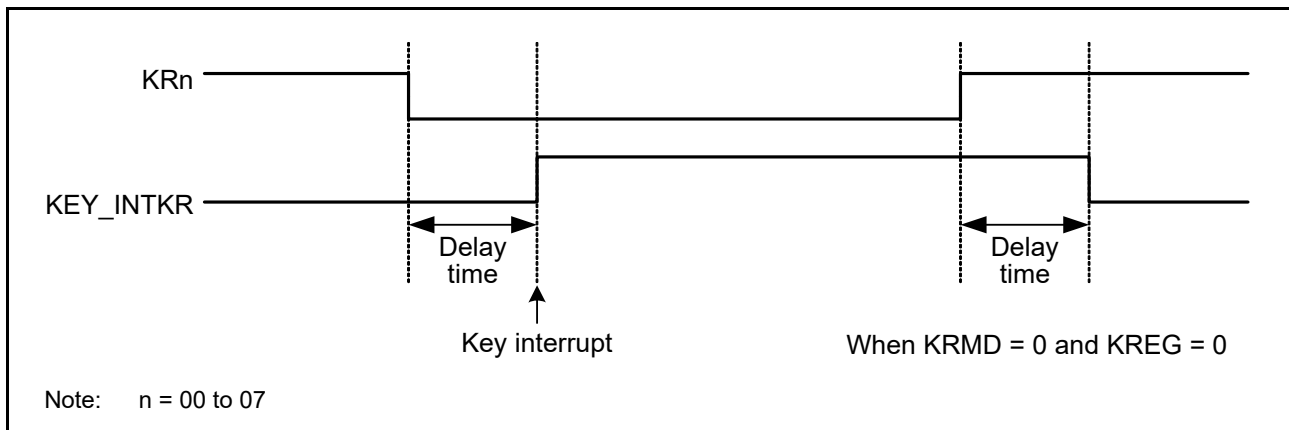 KRn
KEY_INTKR
Delay
time
Delay
time
Key interrupt
When KRMD = 0 and KREG = 0
Note: n = 00 to 07